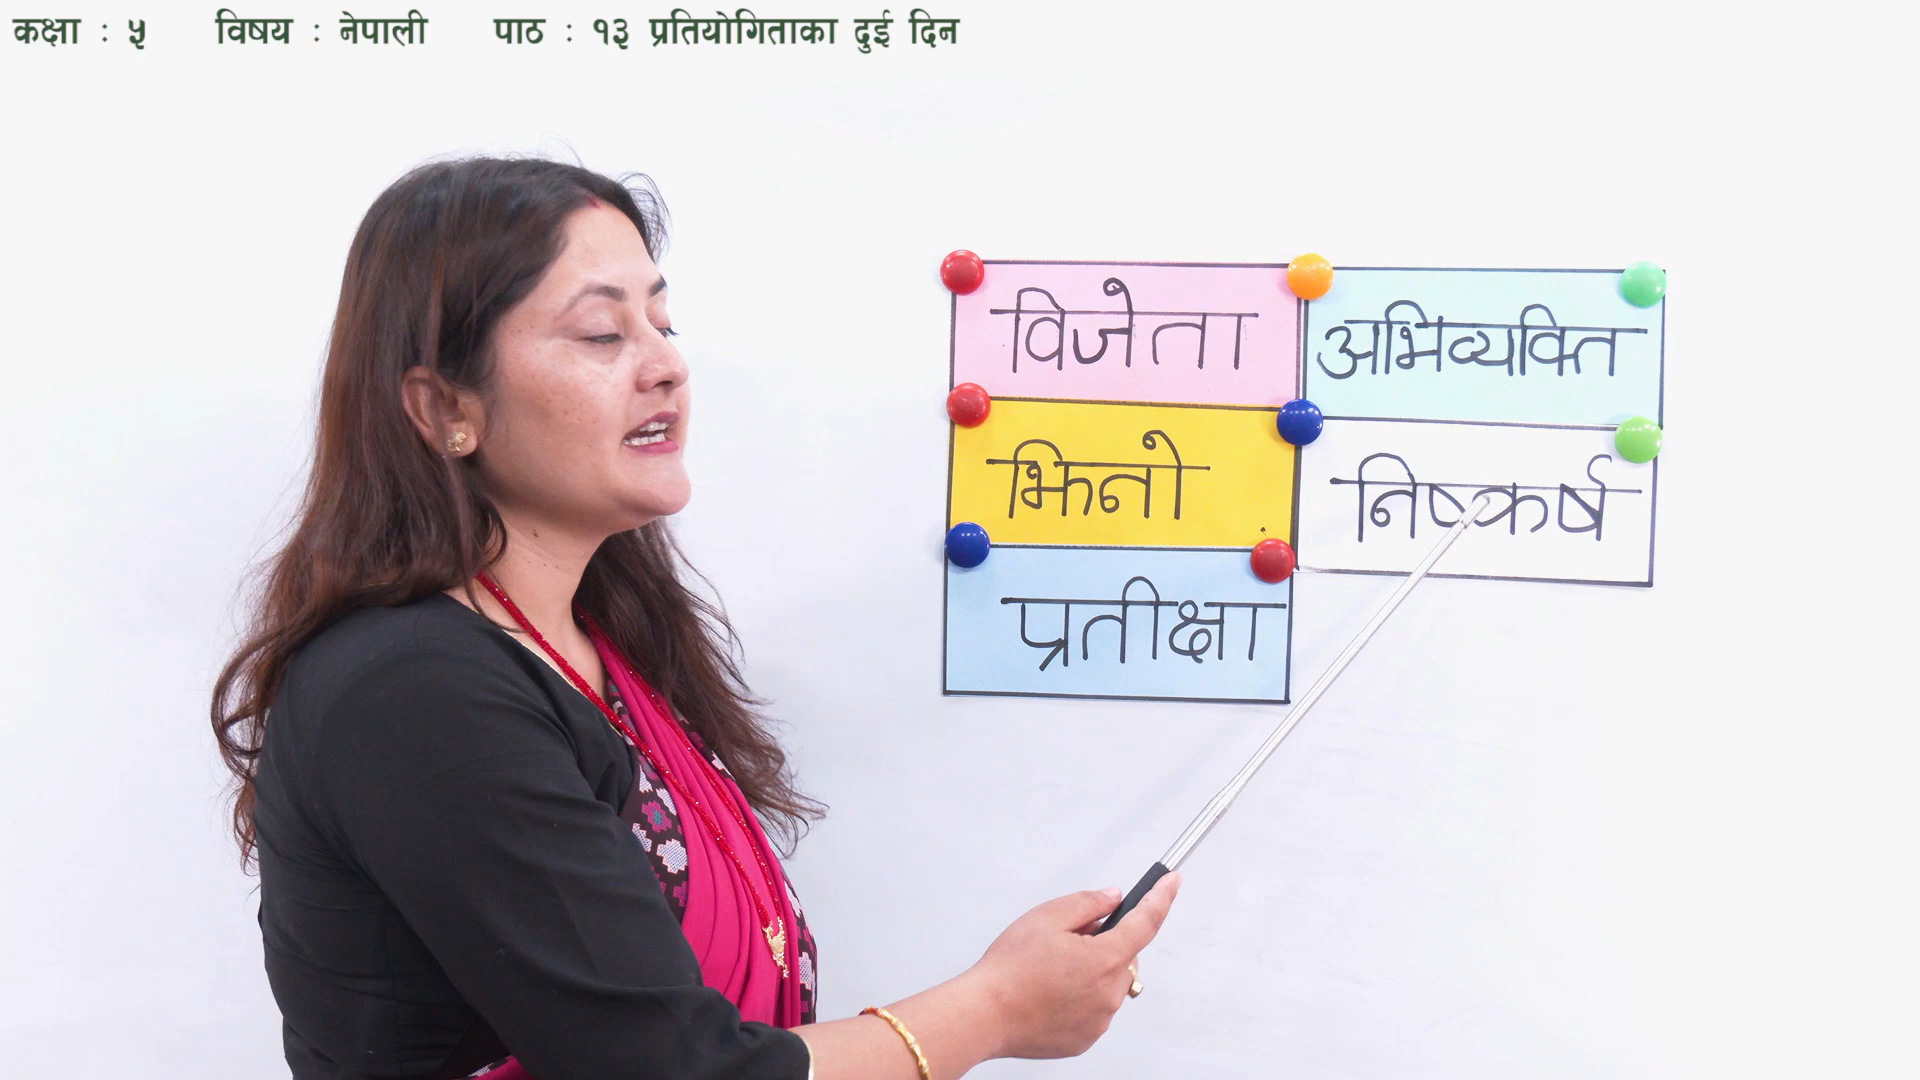 कक्षा : ५ विषय : नेपाली पाठ : १३ प्रतियोगिताका दुई दिन
विजेता
अभिव्यक्ति
झिनो
निष्कर्ष
प्रतीक्षा